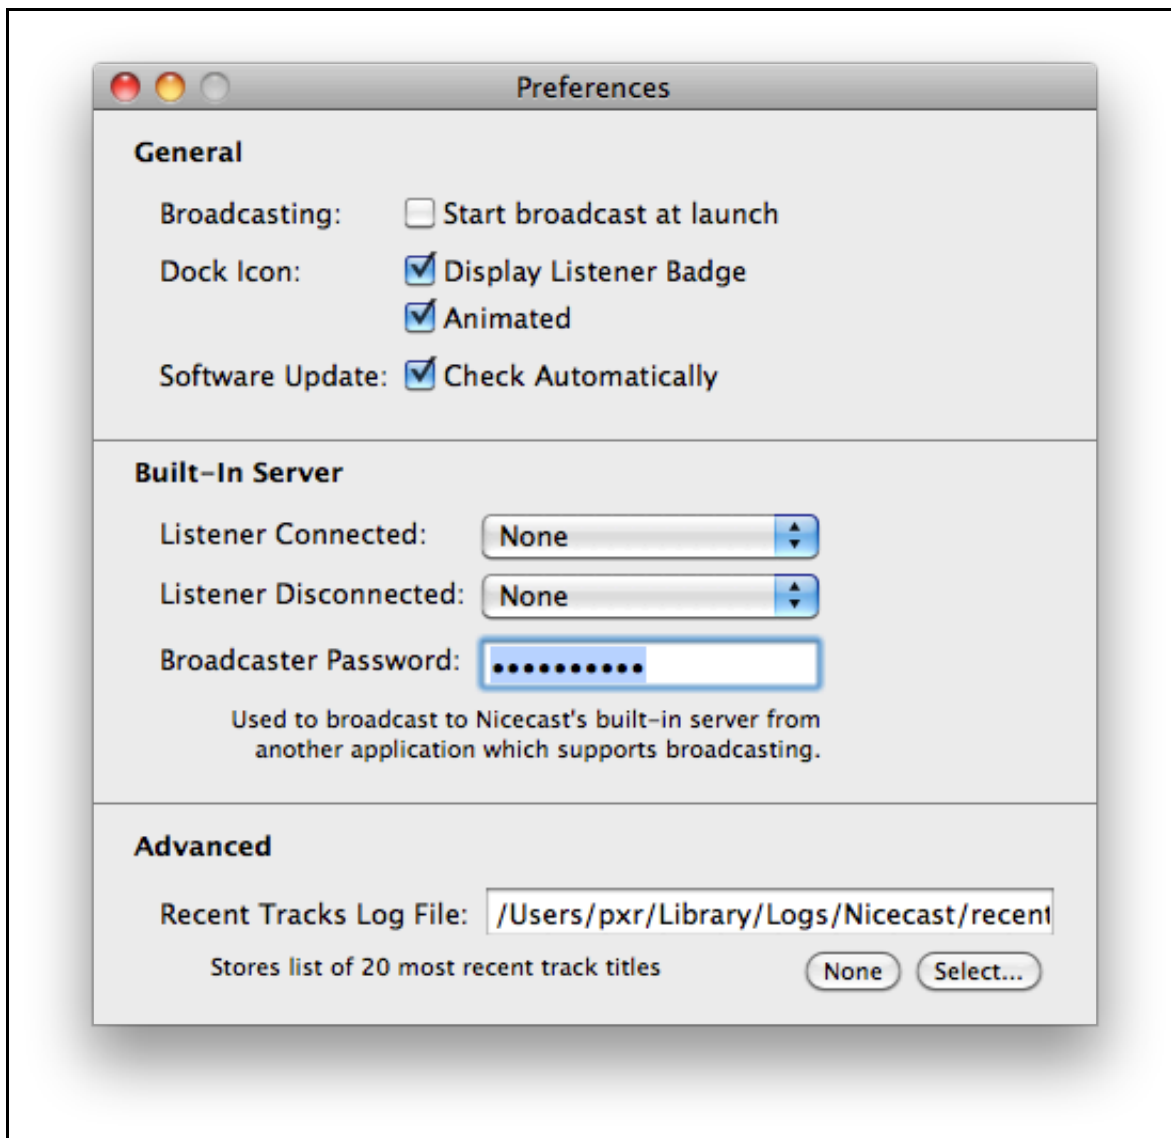 Preferences
General
Broadcasting: Start broadcast at launch
Dock Icon: Display Listener Badge
Animated
Software Update: Check Automatically
Built-In Server
Listener Connected: None
Listener Disconnected: None
Broadcaster Password: ••••••••••
Used to broadcast to Nicecast's built-in server from
another application which supports broadcasting.
Advanced
Recent Tracks Log File: /Users/pxr/Library/Logs/Nicecast/recent
Stores list of 20 most recent track titles None Select...